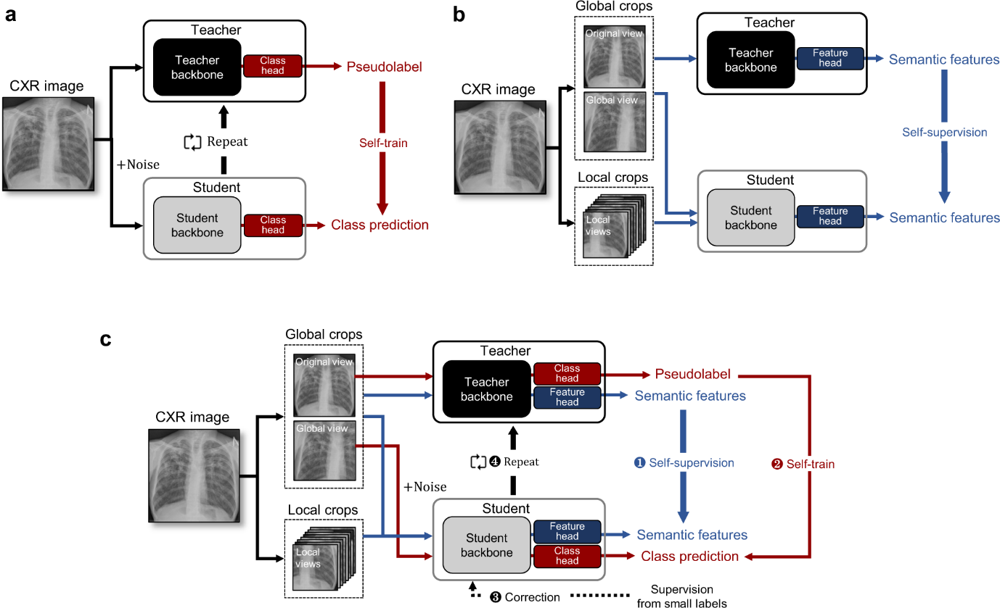 a
Teacher
Teacher
backbone
Class
head
Pseudolabel
CXR image
Repeat
Self-train
+Noise
Student
Student
backbone
Class
head
Class prediction
b
Global crops
Original view
Global view
Teacher
Teacher
backbone
Feature
head
Semantic features
CXR image
Self-supervision
Local crops
Local
views
Student
Student
backbone
Feature
head
Semantic features
c
Global crops
Original view
Global view
Teacher
Teacher
backbone
Class
head
Feature
head
Pseudolabel
Semantic features
CXR image
❹ Repeat
❶ Self-supervision
❷ Self-train
+Noise
Local crops
Local
views
Student
Student
backbone
Feature
head
Class
head
Semantic features
Class prediction
❸ Correction
Supervision
from small labels